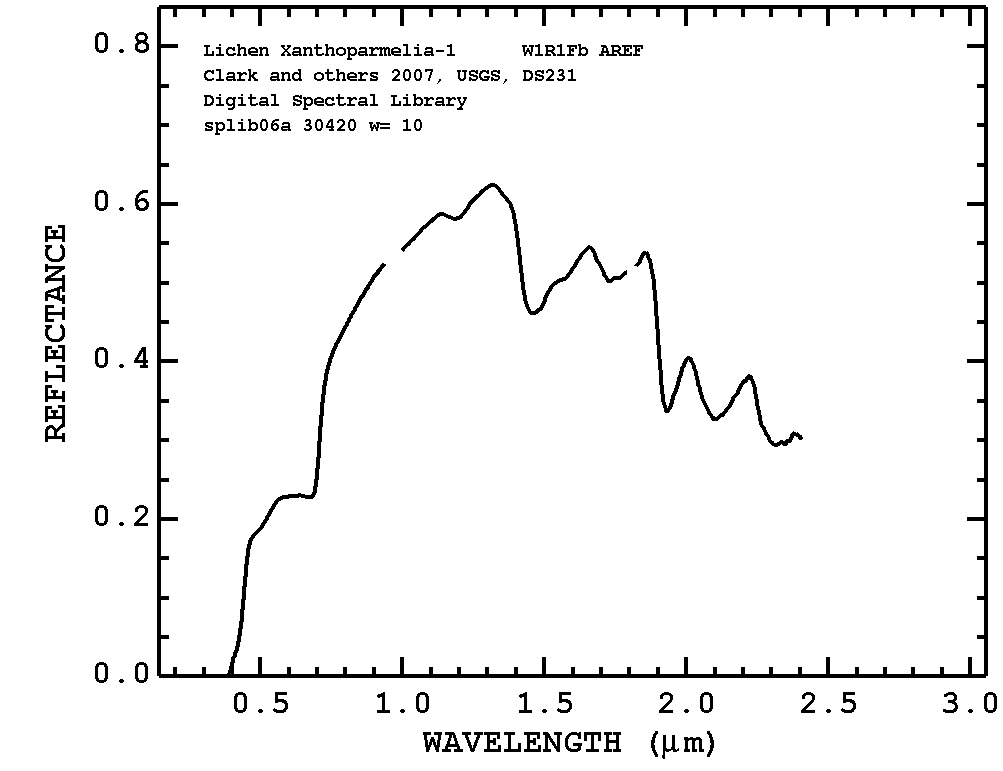 Lichen Xanthoparmelia-1 W1R1Fb AREF
Clark and others 2007, USGS, DS231
Digital Spectral Library
splib06a 30420 w= 10
0.8
0.6
0.4
0.2
0.0
REFLECTANCE
0.5 1.0 1.5 2.0 2.5 3.0
WAVELENGTH (μm)